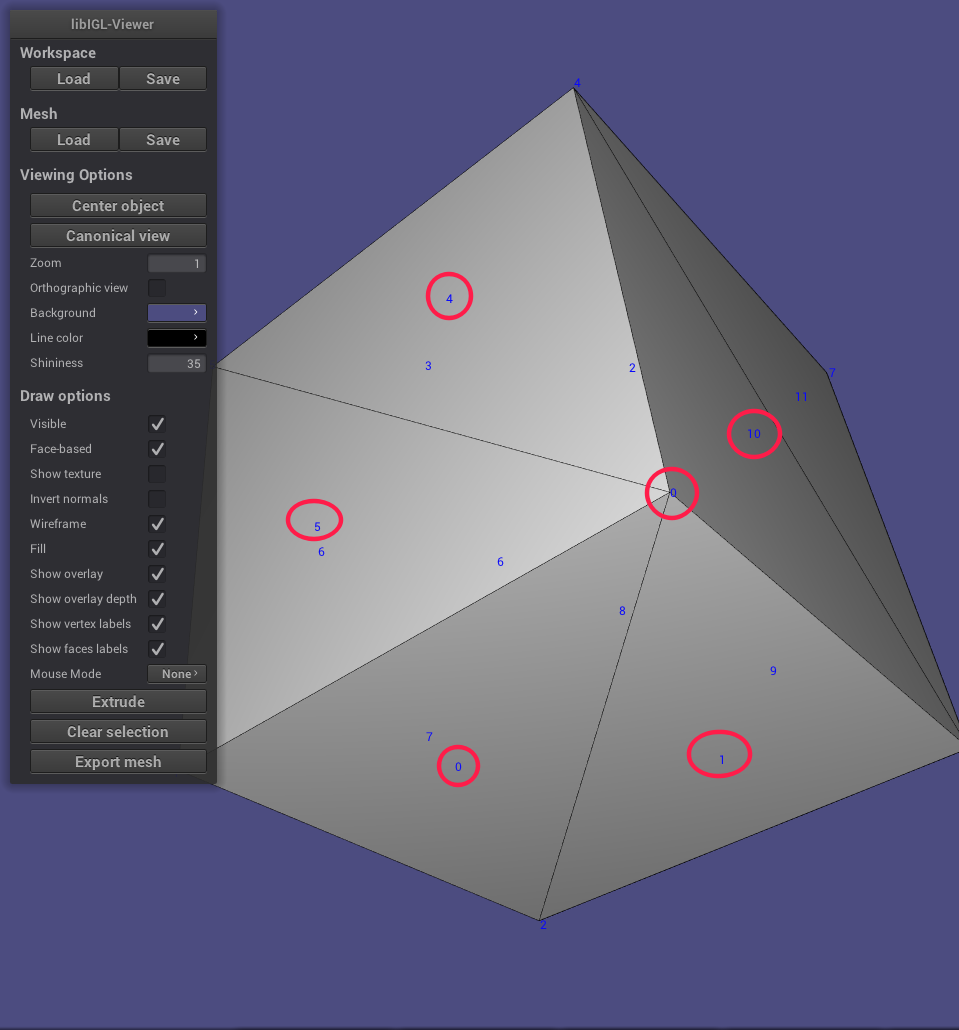 libIGL-Viewer
Workspace
Load Save
Mesh
Load Save
Viewing Options
Center object
Canonical view
Zoom 1
Orthographic view
Background
Line color
Shininess 35
Draw options
Visible
Face-based
Show texture
Invert normals
Wireframe
Fill
Show overlay
Show overlay depth
Show vertex labels
Show faces labels
Mouse Mode None
Extrude
Clear selection
Export mesh
4
4
3
2
7
11
10
0
5
6
6
8
9
7
0
1
2